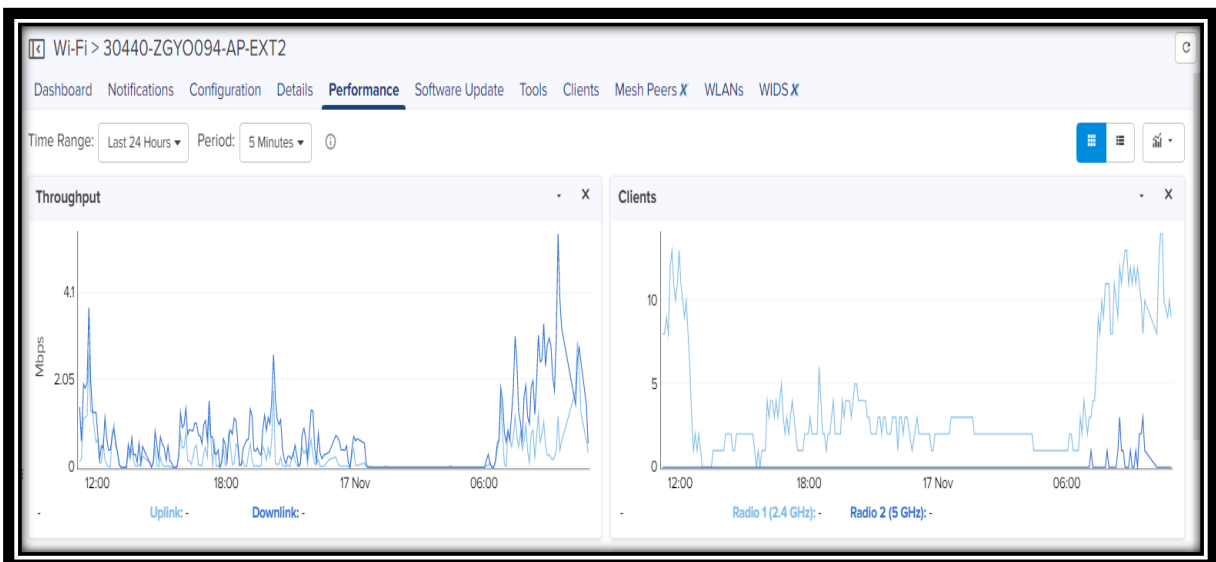 Wi-Fi > 30440-ZGYO094-AP-EXT2
Dashboard Notifications Configuration Details Performance Software Update Tools Clients Mesh Peers X WLANs WIDS X
Time Range: Last 24 Hours Period: 5 Minutes
Throughput X
Mbps
4.1
2.05
0
12:00 18:00 17 Nov 06:00
- Uplink: - Downlink: -
Clients X
10
5
0
12:00 18:00 17 Nov 06:00
- Radio 1 (2.4 GHz): - Radio 2 (5 GHz): -